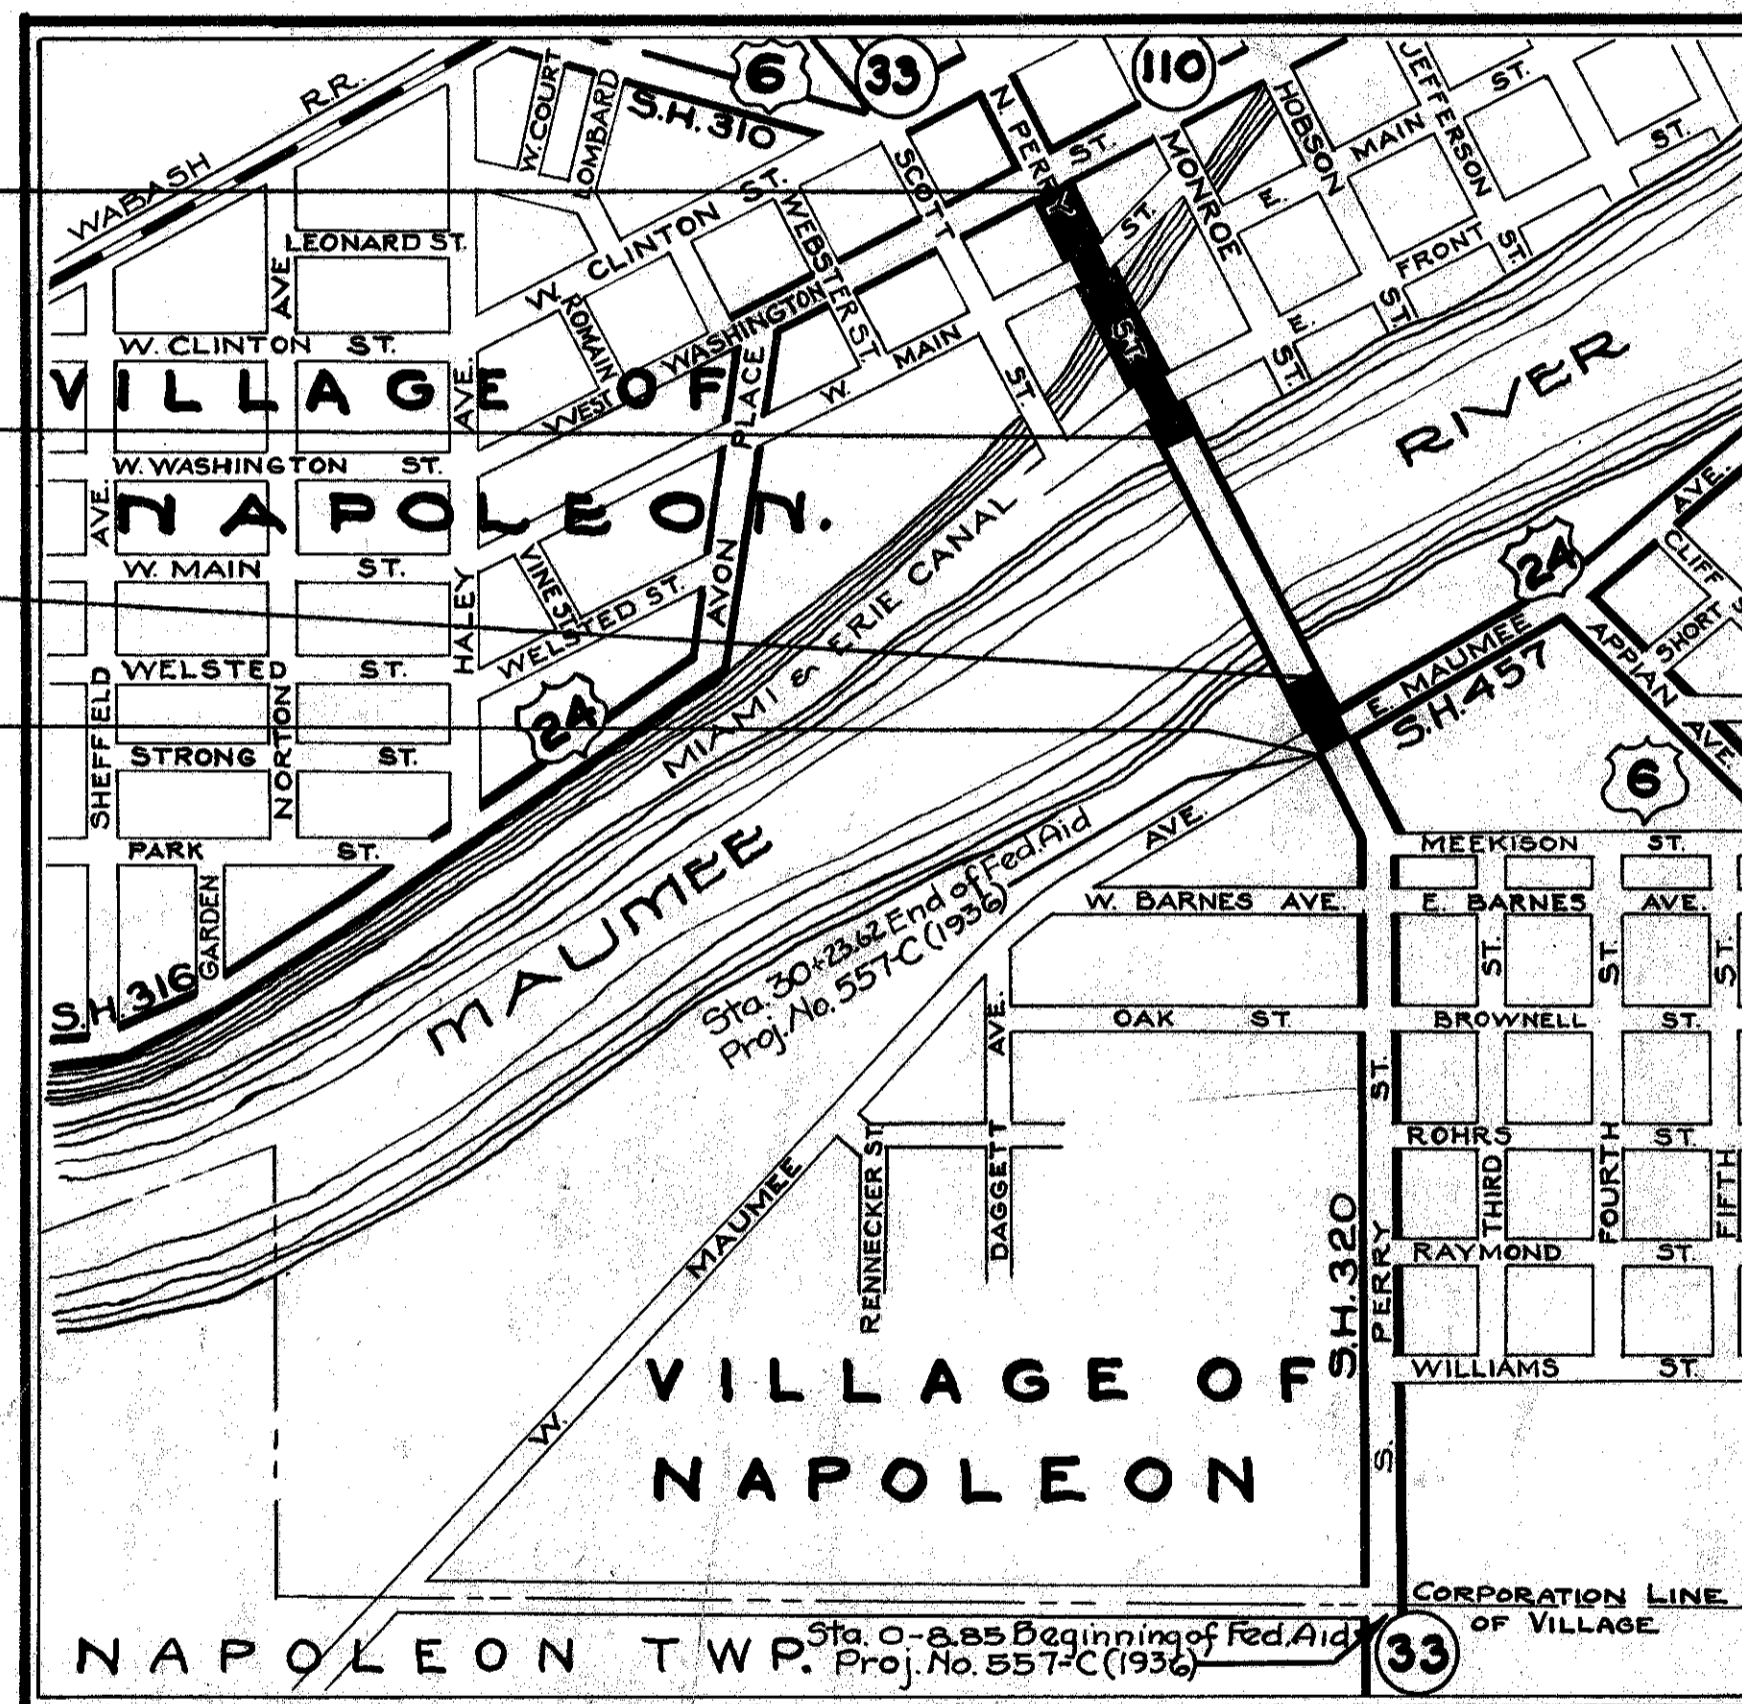 WABASH R.R.
W. COURT
LOMBARD
S.H. 310
6
33
110
N. PERRY
ST.
ST.
HOBSON
JEFFERSON
ST.
MAIN
ST.
MONROE
E.
ST.
SCOTT
ST.
W. CLINTON ST.
WEBSTER ST.
ROMAIN
WEST WASHINGTON
W. MAIN
ST.
ST.
FRONT
ST.
ST.
E.
ST.
LEONARD ST.
AVE.
W. CLINTON ST.
VILLAGE OF
NAPOLEON.
AVE.
PLACE
AVON
W. WASHINGTON ST.
AVE.
W. MAIN ST.
HALEY
VINE ST.
WELSTED ST.
WELSTED ST.
SHEFFIELD
NORTON
STRONG ST.
24
PARK ST.
GARDEN
S.H. 316
MIAMI & ERIE CANAL
MAUMEE
RIVER
24
AVE.
CLIFF
SHORT
E. MAUMEE
S.H. 457
APPIAN AVE.
6
MEEKISON ST.
AVE.
W. BARNES AVE.
E. BARNES AVE.
Sta. 30+23.62 End of Fed. Aid
Proj. No. 557-C (1936)
ST.
ST.
ST.
AVE.
OAK ST.
BROWNELL ST.
ST.
ROHRS ST.
RENNECKER ST.
DAGGETT
THIRD
FOURTH
FIFTH
W. MAUMEE
S.H. 320
S. PERRY
RAYMOND ST.
WILLIAMS ST.
VILLAGE OF
NAPOLEON
CORPORATION LINE
OF VILLAGE
NAPOLEON TWP.
Sta. 0-8.85 Beginning of Fed. Aid
Proj. No. 557-C (1936)
33